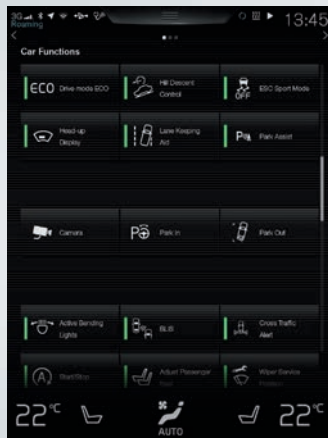 3G
13:45
Roaming
Car Functions
ECO Drive mode ECO
Hill Descent
Control
OFF
ESC Sport Mode
Head-up
Display
Lane Keeping
Aid
Park Assist
Camera
P Park In
Park Out
Active Bending
Lights
BLIS
Cross Traffic
Alert
A Start/Stop
Adjust Passenger
Seat
Wiper Service
Position
22°C
AUTO
22°C